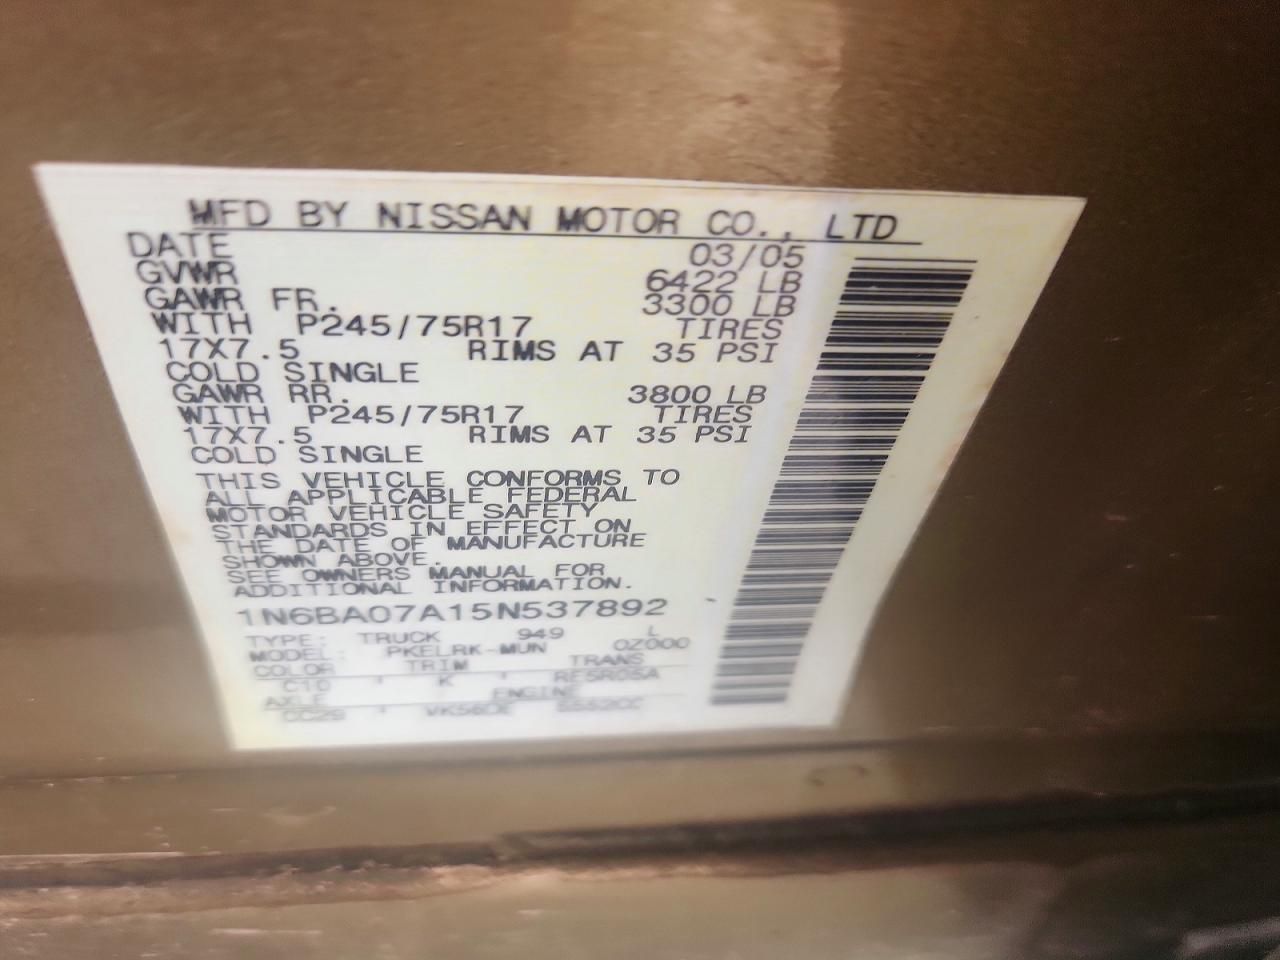 MFD BY NISSAN MOTOR CO., LTD
DATE 03/05
GVWR 6422 LB
GAWR FR. 3300 LB
WITH P245/75R17 TIRES
17X7.5 RIMS AT 35 PSI
COLD SINGLE
GAWR RR. 3800 LB
WITH P245/75R17 TIRES
17X7.5 RIMS AT 35 PSI
COLD SINGLE
THIS VEHICLE CONFORMS TO
ALL APPLICABLE FEDERAL
MOTOR VEHICLE SAFETY
STANDARDS IN EFFECT ON
THE DATE OF MANUFACTURE
SHOWN ABOVE.
SEE OWNERS MANUAL FOR
ADDITIONAL INFORMATION.
1N6BA07A15N537892
TYPE: TRUCK 949 L
MODEL: PKELRK-MUN 0Z000
COLOR TRIM TRANS
C10 K RE5R05A
AXLE ENGINE
CC29 VK56DE 5552CC